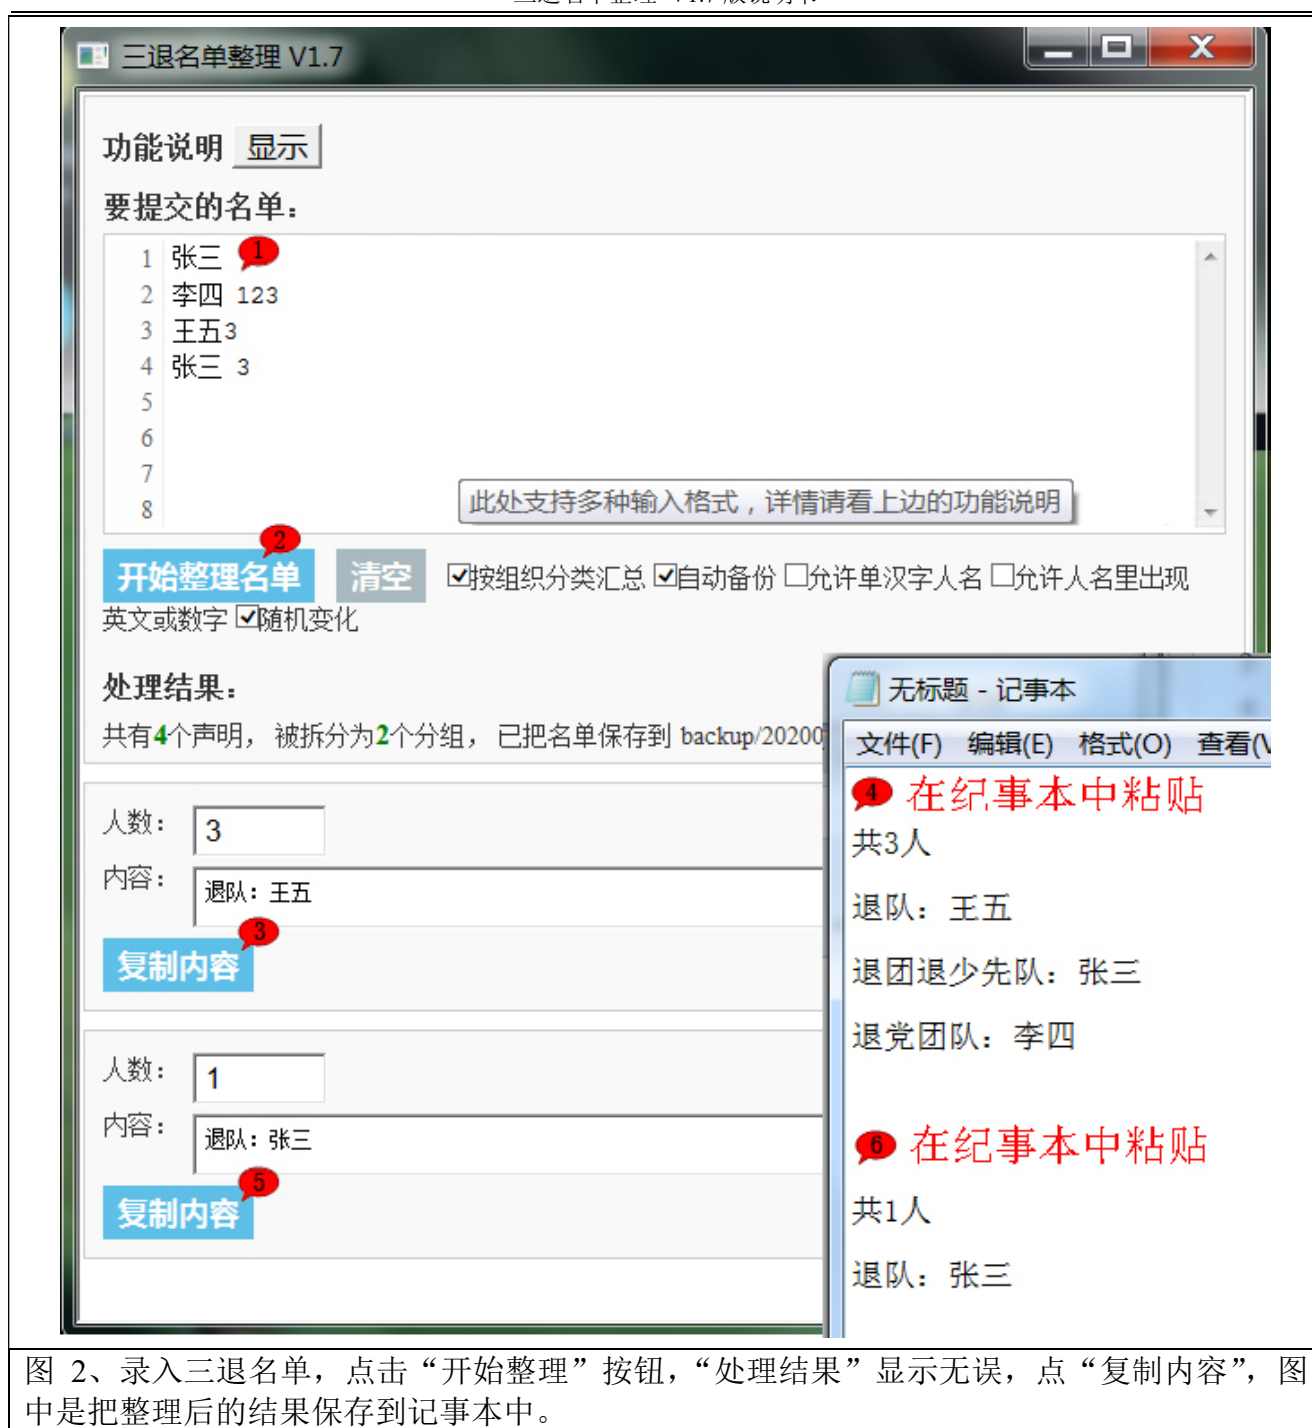 三退名单整理 V1.7
功能说明 显示
要提交的名单：
1 张三 1
2 李四 123
3 王五3
4 张三 3
5
6
7
8
此处支持多种输入格式，详情请看上边的功能说明
2
开始整理名单 清空 按组织分类汇总 自动备份 允许单汉字人名 允许人名里出现
英文或数字 随机变化
处理结果：
共有4个声明， 被拆分为2个分组， 已把名单保存到 backup/20200
人数： 3
内容： 退队：王五
3
复制内容
人数： 1
内容： 退队：张三
5
复制内容
无标题 - 记事本
文件(F) 编辑(E) 格式(O) 查看(V
4 在纪事本中粘贴
共3人
退队：王五
退团退少先队：张三
退党团队：李四
6 在纪事本中粘贴
共1人
退队：张三
图 2、录入三退名单，点击“开始整理”按钮，“处理结果”显示无误，点“复制内容”，图
中是把整理后的结果保存到记事本中。